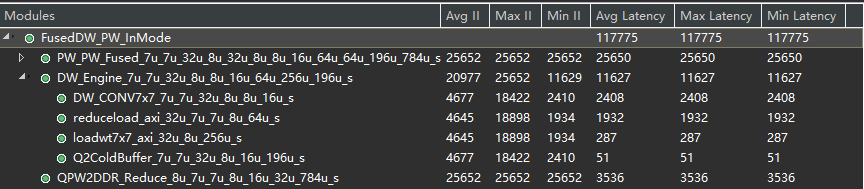 Modules Avg II Max II Min II Avg Latency Max Latency Min Latency
FusedDW_PW_InMode 117775 117775 117775
PW_PW_Fused_7u_7u_32u_8u_32u_8u_8u_16u_64u_64u_196u_784u_s 25652 25652 25652 25650 25650 25650
DW_Engine_7u_7u_32u_8u_8u_16u_64u_256u_196u_s 20977 25652 11629 11627 11627 11627
DW_CONV7x7_7u_7u_32u_8u_8u_16u_s 4677 18422 2410 2408 2408 2408
reduceload_axi_32u_7u_7u_8u_64u_s 4645 18898 1934 1932 1932 1932
loadwt7x7_axi_32u_8u_256u_s 4645 18898 1934 287 287 287
Q2ColdBuffer_7u_7u_32u_8u_16u_196u_s 4677 18422 2410 51 51 51
QPW2DDR_Reduce_8u_7u_7u_8u_16u_32u_784u_s 25652 25652 25652 3536 3536 3536